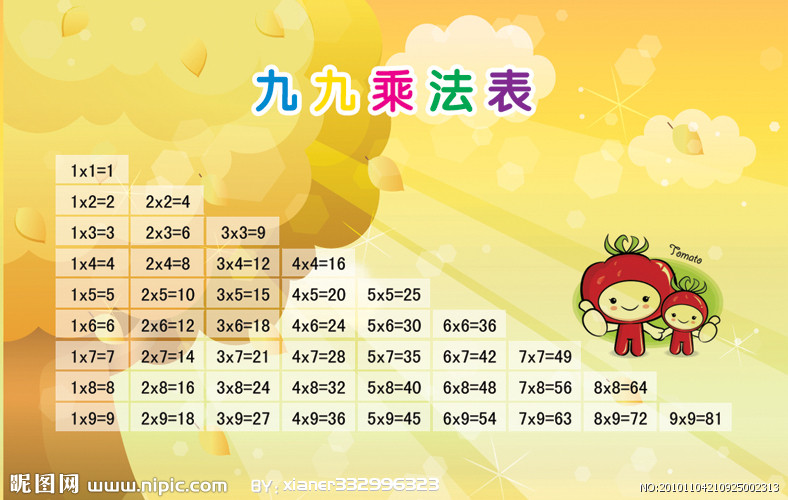 九九乘法表
1x1=1
1x2=2 2x2=4
1x3=3 2x3=6 3x3=9
1x4=4 2x4=8 3x4=12 4x4=16
Tomato
1x5=5 2x5=10 3x5=15 4x5=20 5x5=25
1x6=6 2x6=12 3x6=18 4x6=24 5x6=30 6x6=36
1x7=7 2x7=14 3x7=21 4x7=28 5x7=35 6x7=42 7x7=49
1x8=8 2x8=16 3x8=24 4x8=32 5x8=40 6x8=48 7x8=56 8x8=64
1x9=9 2x9=18 3x9=27 4x9=36 5x9=45 6x9=54 7x9=63 8x9=72 9x9=81
昵图网 www.nipic.com BY: xianer332996323 NO:20101104210925002313